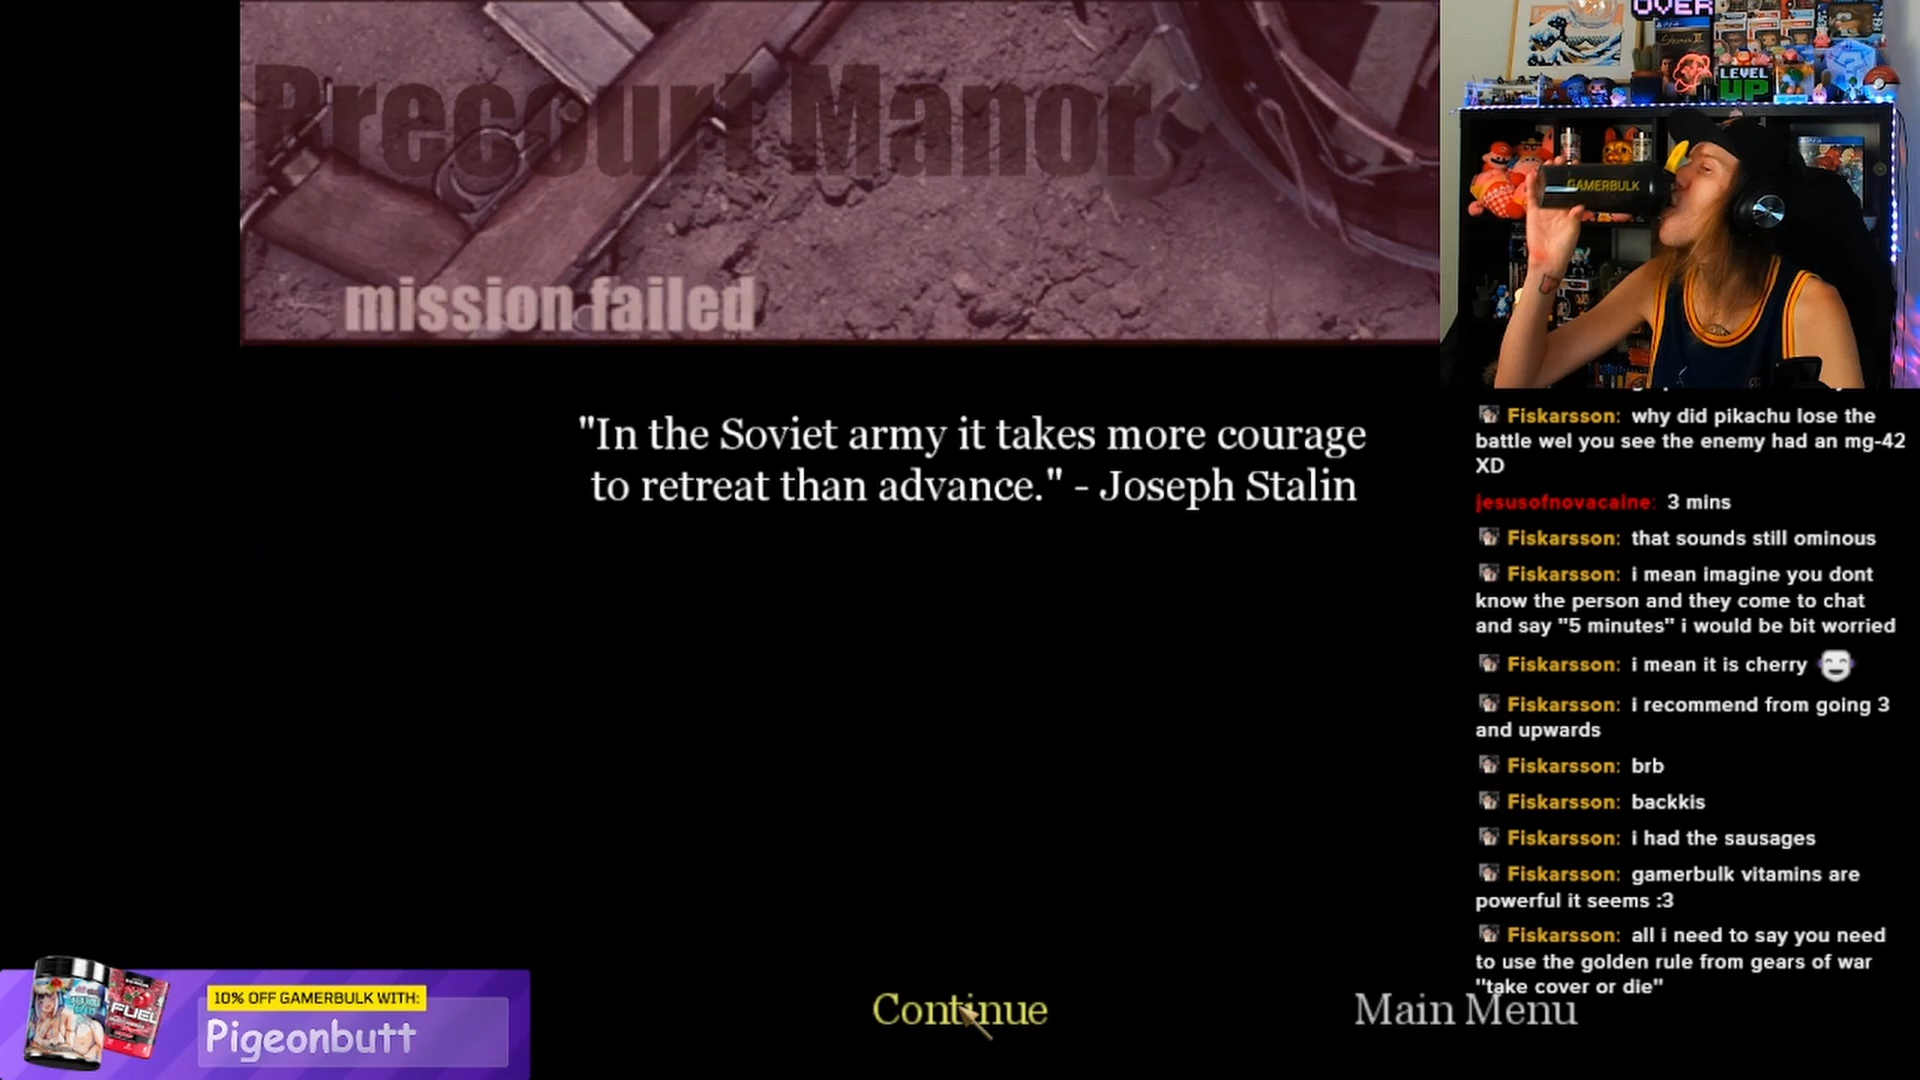 Precourt Manor
mission failed
"In the Soviet army it takes more courage
to retreat than advance." - Joseph Stalin
Continue
Main Menu
10% OFF GAMERBULK WITH:
Pigeonbutt
FUEL
OVER
LEVEL
UP
GAMERBULK
Fiskarsson: why did pikachu lose the
battle wel you see the enemy had an mg-42
XD
jesusofnovacaine: 3 mins
Fiskarsson: that sounds still ominous
Fiskarsson: i mean imagine you dont
know the person and they come to chat
and say "5 minutes" i would be bit worried
Fiskarsson: i mean it is cherry
Fiskarsson: i recommend from going 3
and upwards
Fiskarsson: brb
Fiskarsson: backkis
Fiskarsson: i had the sausages
Fiskarsson: gamerbulk vitamins are
powerful it seems :3
Fiskarsson: all i need to say you need
to use the golden rule from gears of war
"take cover or die"